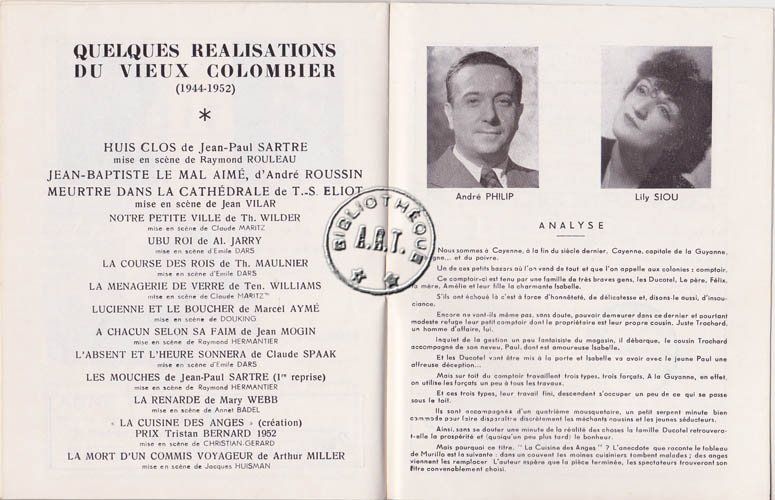 QUELQUES REALISATIONS
DU VIEUX COLOMBIER
(1944-1952)
*
HUIS CLOS de Jean-Paul SARTRE
mise en scène de Raymond ROULEAU
JEAN-BAPTISTE LE MAL AIMÉ, d'André ROUSSIN
MEURTRE DANS LA CATHÉDRALE de T.-S. ELIOT
mise en scène de Jean VILAR
NOTRE PETITE VILLE de Th. WILDER
mise en scène de Claude MARITZ
UBU ROI de Al. JARRY
mise en scène d'Emile DARS
LA COURSE DES ROIS de Th. MAULNIER
mise en scène d'Emile DARS
LA MENAGERIE DE VERRE de Ten. WILLIAMS
mise en scène de Claude MARITZ
LUCIENNE ET LE BOUCHER de Marcel AYMÉ
mise en scène de DOUKING
A CHACUN SELON SA FAIM de Jean MOGIN
mise en scène de Raymond HERMANTIER
L'ABSENT ET L'HEURE SONNERA de Claude SPAAK
mise en scène d'Emile DARS
LES MOUCHES de Jean-Paul SARTRE (1re reprise)
mise en scène de Raymond HERMANTIER
LA RENARDE de Mary WEBB
mise en scène de Annet BADEL
« LA CUISINE DES ANGES » (création)
PRIX Tristan BERNARD 1952
mise en scène de CHRISTIAN-GERARD
LA MORT D'UN COMMIS VOYAGEUR de Arthur MILLER
mise en scène de Jacques HUISMAN
BIBLIOTHÈQUE
A.R.T.
André PHILIP
Lily SIOU
ANALYSE
Nous sommes à Cayenne, à la fin du siècle dernier. Cayenne, capitale de la Guyanne,
gne... et du poivre.
Un de ces petits bazars où l'on vend de tout et que l'on appelle aux colonies : comptoir.
Ce comptoir-ci est tenu par une famille de très braves gens, les Ducotel. Le père, Félix,
la mère, Amélie et leur fille la charmante Isabelle.
S'ils ont échoué là c'est à force d'honnêteté, de délicatesse et, disons-le aussi, d'insou-
ciance.
Encore ne vont-ils même pas, sans doute, pouvoir demeurer dans ce dernier et pourtant
modeste refuge leur petit comptoir dont le propriétaire est leur propre cousin, Juste Trochard,
un homme d'affaire, lui.
Inquiet de la gestion un peu fantaisiste du magasin, il débarque, le cousin Trochard
accompagné de son neveu, Paul, dont est amoureuse Isabelle.
Et les Ducotel vont être mis à la porte et Isabelle va avoir avec le jeune Paul une
affreuse déception...
Mais sur le toit du comptoir travaillent trois types, trois forçats. A la Guyanne, en effet,
on utilise les forçats un peu à tous les travaux.
Et ces trois types, leur travail fini, descendent s'occuper un peu de ce qui se passe
sous le toit.
Ils sont accompagnés d'un quatrième mousquetaire, un petit serpent minute bien
commode pour faire disparaître discrètement les méchants cousins et les jeunes séducteurs.
Ainsi, sans se douter une minute de la réalité des choses la famille Ducotel retrouvera-
t-elle la prospérité et (quoiqu'un peu plus tard) le bonheur.
Mais pourquoi ce titre, " La Cuisine des Anges " ? L'anecdote que raconte le tableau
de Murillo est la suivante : dans un couvent les moines cuisiniers tombent malades ; des anges
viennent les remplacer. L'auteur espère que la pièce terminée, les spectateurs trouveront son
titre convenablement choisi.